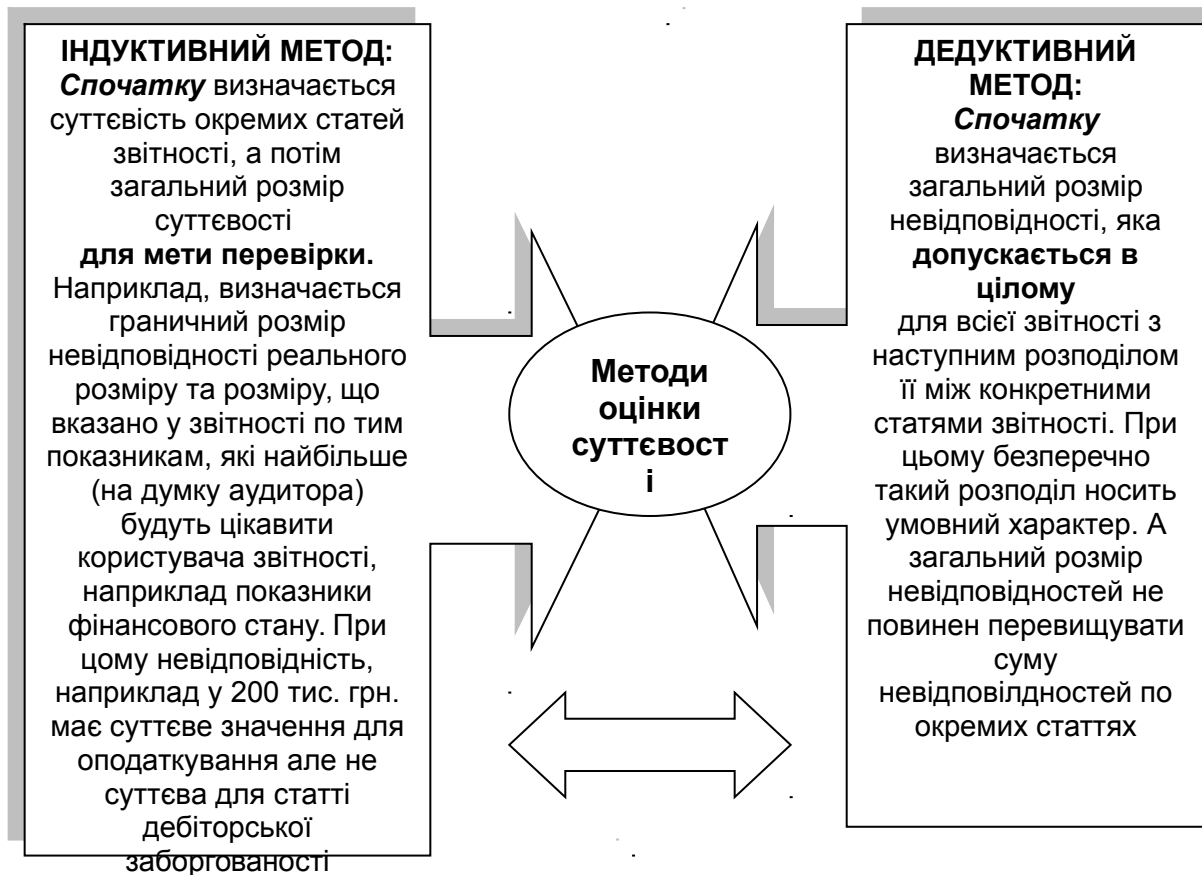 ІНДУКТИВНИЙ МЕТОД:
Спочатку визначається
суттєвість окремих статей
звітності, а потім
загальний розмір
суттєвості
для мети перевірки.
Наприклад, визначається
граничний розмір
невідповідності реального
розміру та розміру, що
вказано у звітності по тим
показникам, які найбільше
(на думку аудитора)
будуть цікавити
користувача звітності,
наприклад показники
фінансового стану. При
цому невідповідність,
наприклад у 200 тис. грн.
має суттєве значення для
оподаткування але не
суттєва для статті
дебіторської
заборгованості
Методи
оцінки
суттєвост
і
ДЕДУКТИВНИЙ
МЕТОД:
Спочатку
визначається
загальний розмір
невідповідності, яка
допускається в
цілому
для всієї звітності з
наступним розподілом
її між конкретними
статями звітності. При
цьому безперечно
такий розподіл носить
умовний характер. А
загальний розмір
невідповідностей не
повинен перевищувати
суму
невідповілдностей по
окремих статтях